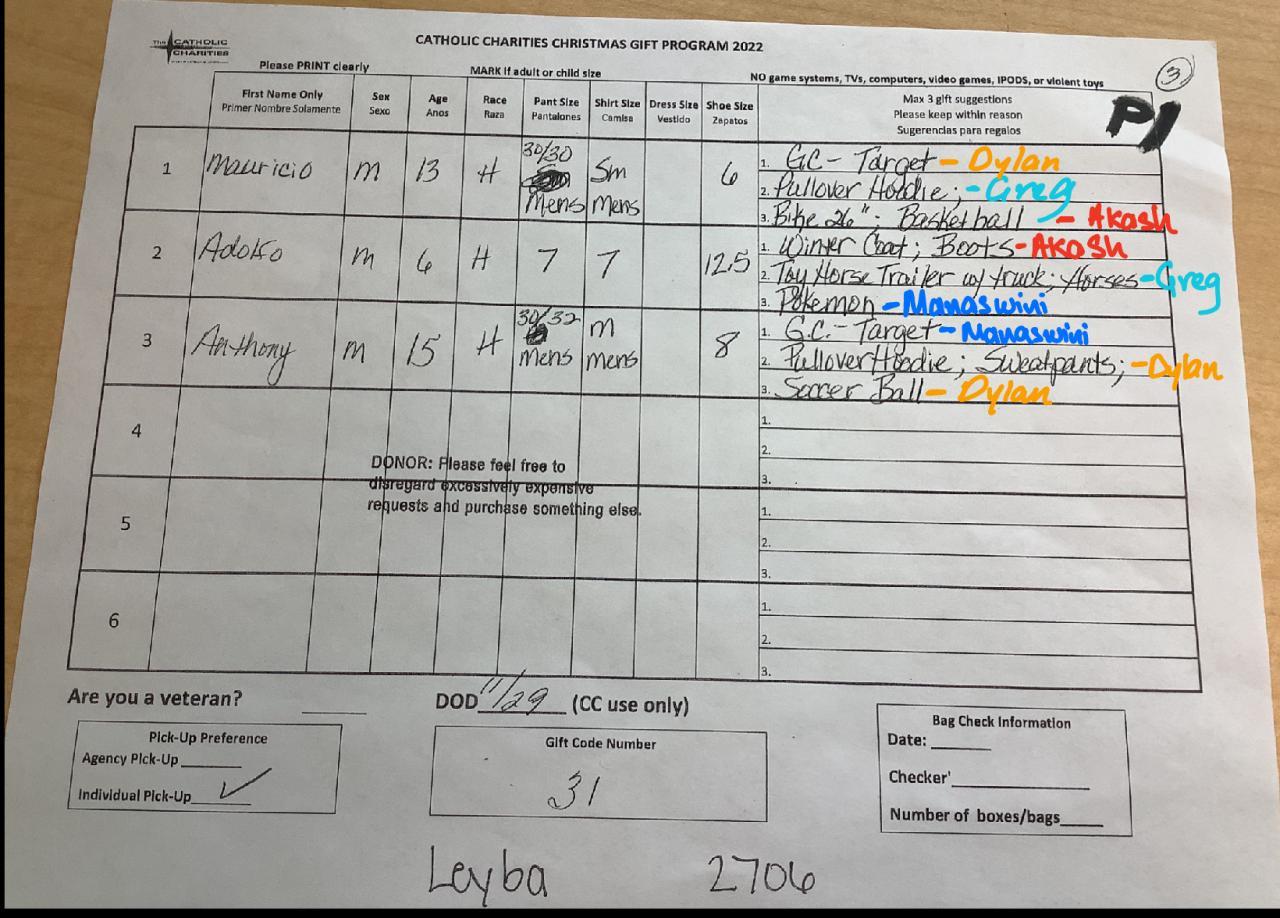 The CATHOLIC CHARITIES
CATHOLIC CHARITIES CHRISTMAS GIFT PROGRAM 2022
3
Please PRINT clearly
MARK if adult or child size
NO game systems, TVs, computers, video games, IPODS, or violent toys
P1
First Name Only
Primer Nombre Solamente
Sex
Sexo
Age
Anos
Race
Raza
Pant Size
Pantalones
Shirt Size
Camisa
Dress Size
Vestido
Shoe Size
Zapatos
Max 3 gift suggestions
Please keep within reason
Sugerencias para regalos
1 Mauricio m 13 H 30/30 Mens Sm Mens 6
1. GC - Target - Dylan
2. Pullover Hoodie; - Greg
3. Bike 26"; Basketball - Akash
2 Adolfo m 6 H 7 7 12.5
1. Winter Coat; Boots - AKASH
2. Toy Horse Trailer w/ truck; Horses - Greg
3. Pokemon - Manaswini
3 Anthony m 15 H 30/32 mens m mens 8
1. G.C. - Target - Manaswini
2. Pullover Hoodie; Sweatpants; - Dylan
3. Soccer Ball - Dylan
4
1.
2.
3.
DONOR: Please feel free to
disregard excessively expensive
requests and purchase something else.
5
1.
2.
3.
6
1.
2.
3.
Are you a veteran?
DOD 11/29 (CC use only)
Pick-Up Preference
Agency Pick-Up
Individual Pick-Up ✓
Gift Code Number
31
Bag Check Information
Date:
Checker'
Number of boxes/bags
Leyba 2706